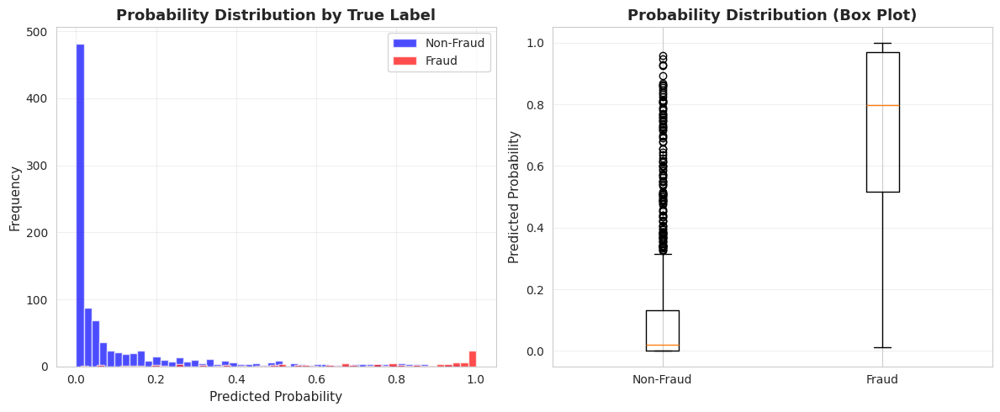 Probability Distribution by True Label
500
400
300
200
100
0
Frequency
0.0 0.2 0.4 0.6 0.8 1.0
Predicted Probability
Non-Fraud
Fraud
Probability Distribution (Box Plot)
1.0
0.8
0.6
0.4
0.2
0.0
Predicted Probability
Non-Fraud Fraud